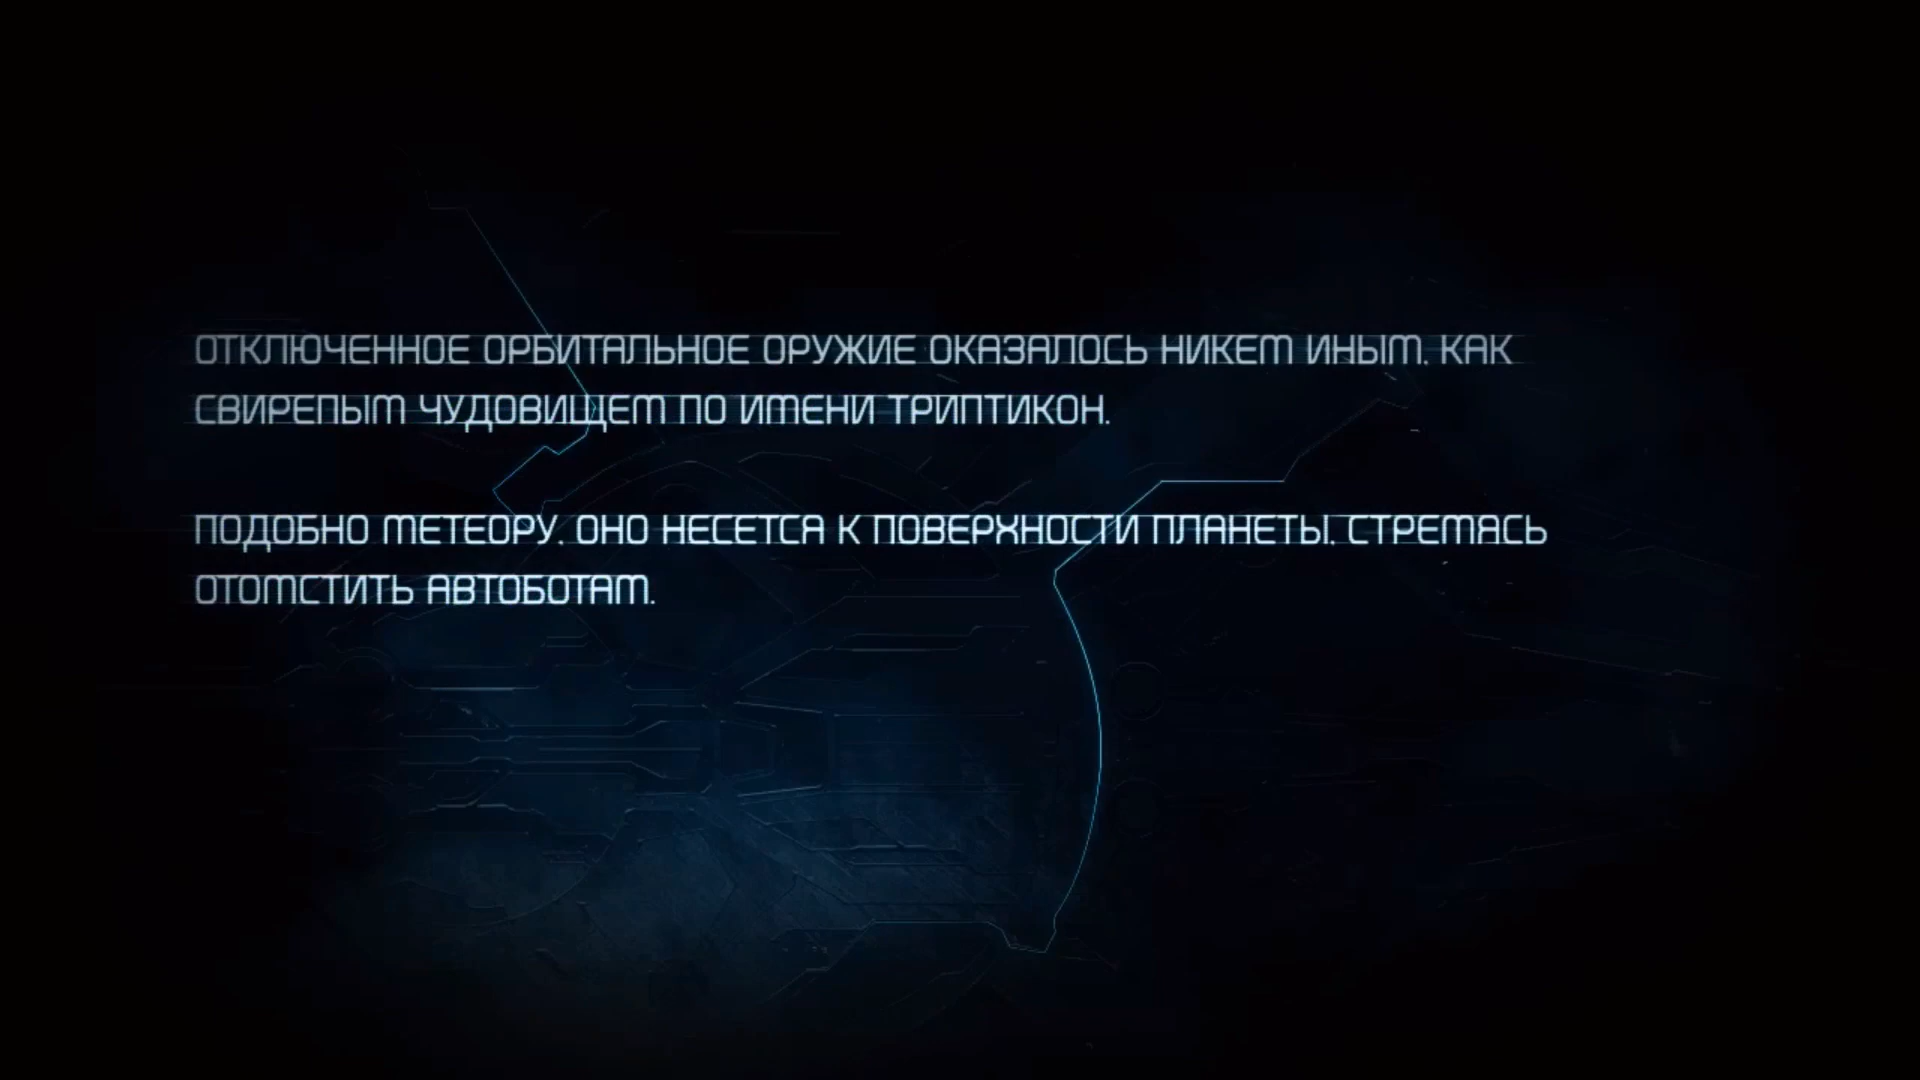 ОТКЛЮЧЕННОЕ ОРБИТАЛЬНОЕ ОРУЖИЕ ОКАЗАЛОСЬ НИКЕМ ИНЫМ, КАК
СВИРЕПЫМ ЧУДОВИЩЕМ ПО ИМЕНИ ТРИПТИКОН.
ПОДОБНО МЕТЕОРУ, ОНО НЕСЕТСЯ К ПОВЕРХНОСТИ ПЛАНЕТЫ, СТРЕМЯСЬ
ОТОМСТИТЬ АВТОБОТАМ.